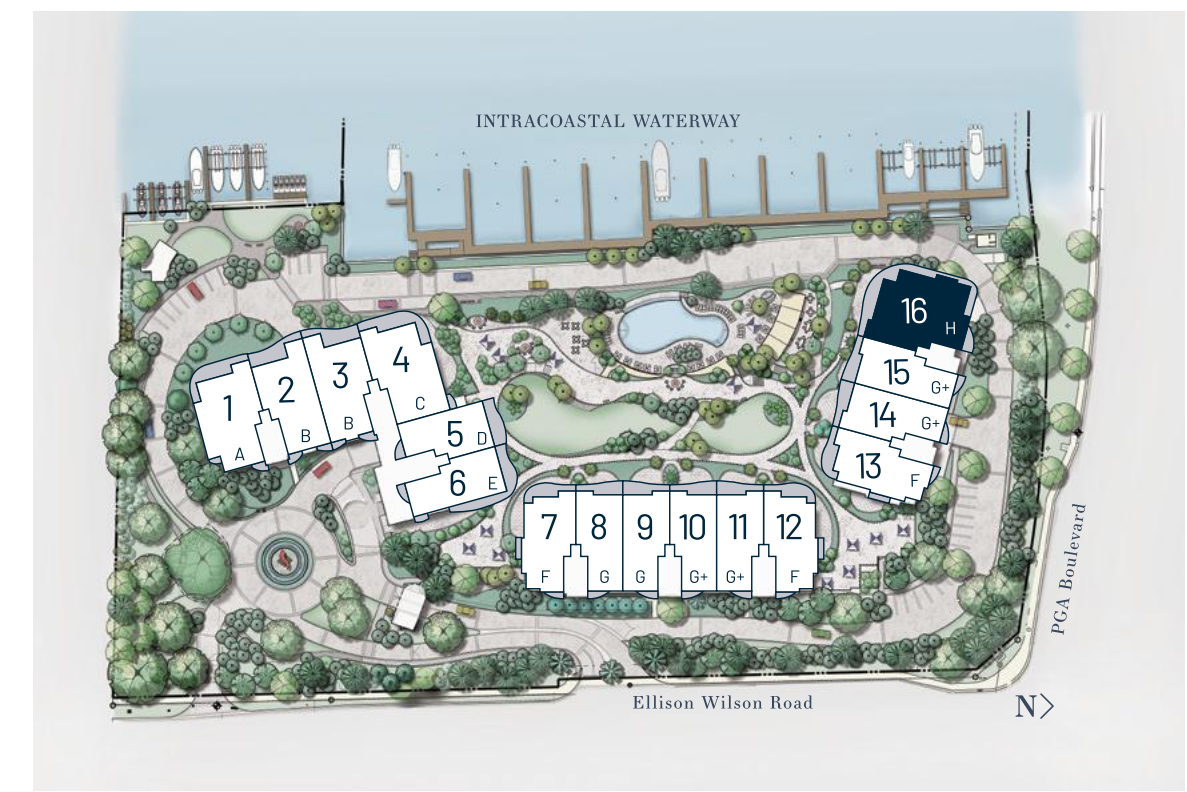 INTRACOASTAL WATERWAY
1
A
2
B
3
B
4
C
5
D
6
E
7
F
8
G
9
G
10
G+
11
G+
12
F
16
H
15
G+
14
G+
13
F
PGA Boulevard
Ellison Wilson Road
N